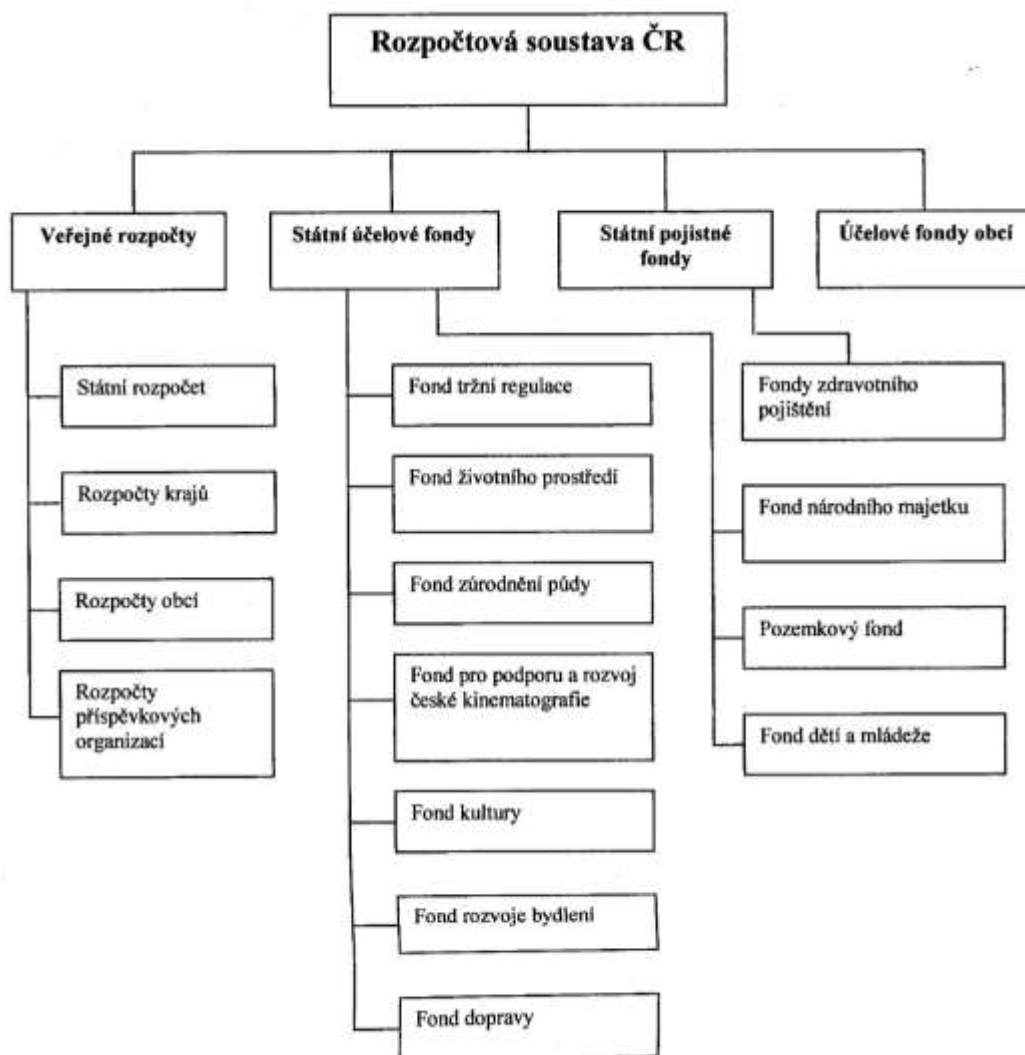 Rozpočtová soustava ČR
Veřejné rozpočty
Státní účelové fondy
Státní pojistné
fondy
Účelové fondy obcí
Státní rozpočet
Rozpočty krajů
Rozpočty obcí
Rozpočty
příspěvkových
organizací
Fond tržní regulace
Fond životního prostředí
Fond zúrodnění půdy
Fond pro podporu a rozvoj
české kinematografie
Fond kultury
Fond rozvoje bydlení
Fond dopravy
Fondy zdravotního
pojištění
Fond národního majetku
Pozemkový fond
Fond dětí a mládeže